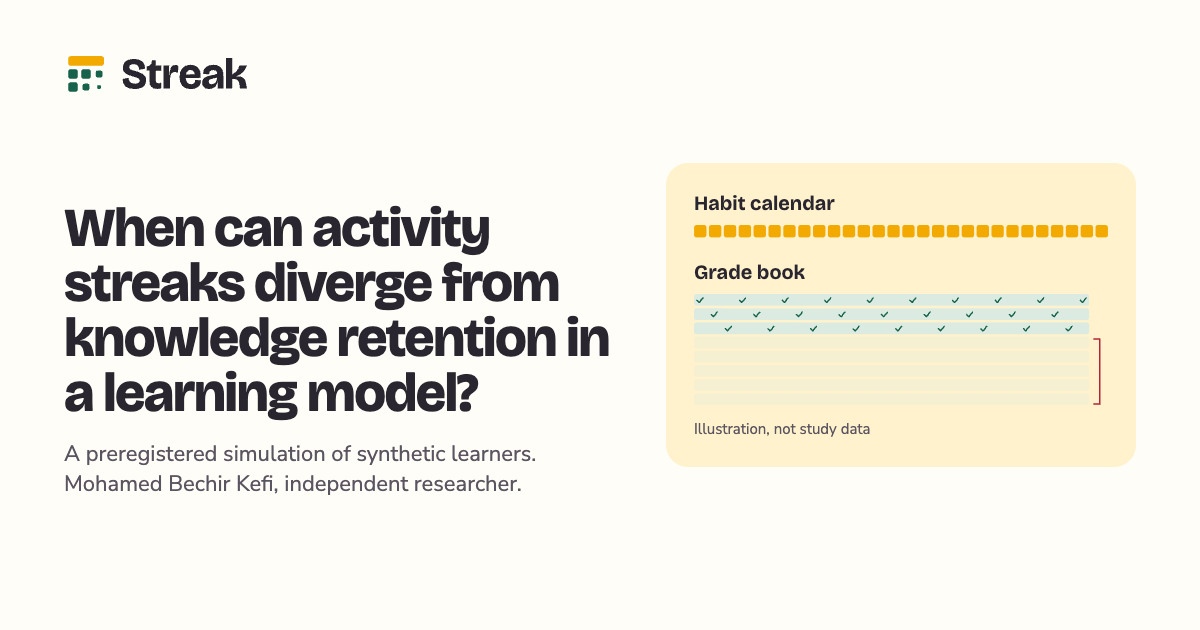 Streak
When can activity
streaks diverge from
knowledge retention in
a learning model?
A preregistered simulation of synthetic learners.
Mohamed Bechir Kefi, independent researcher.
Habit calendar
Grade book
Illustration, not study data